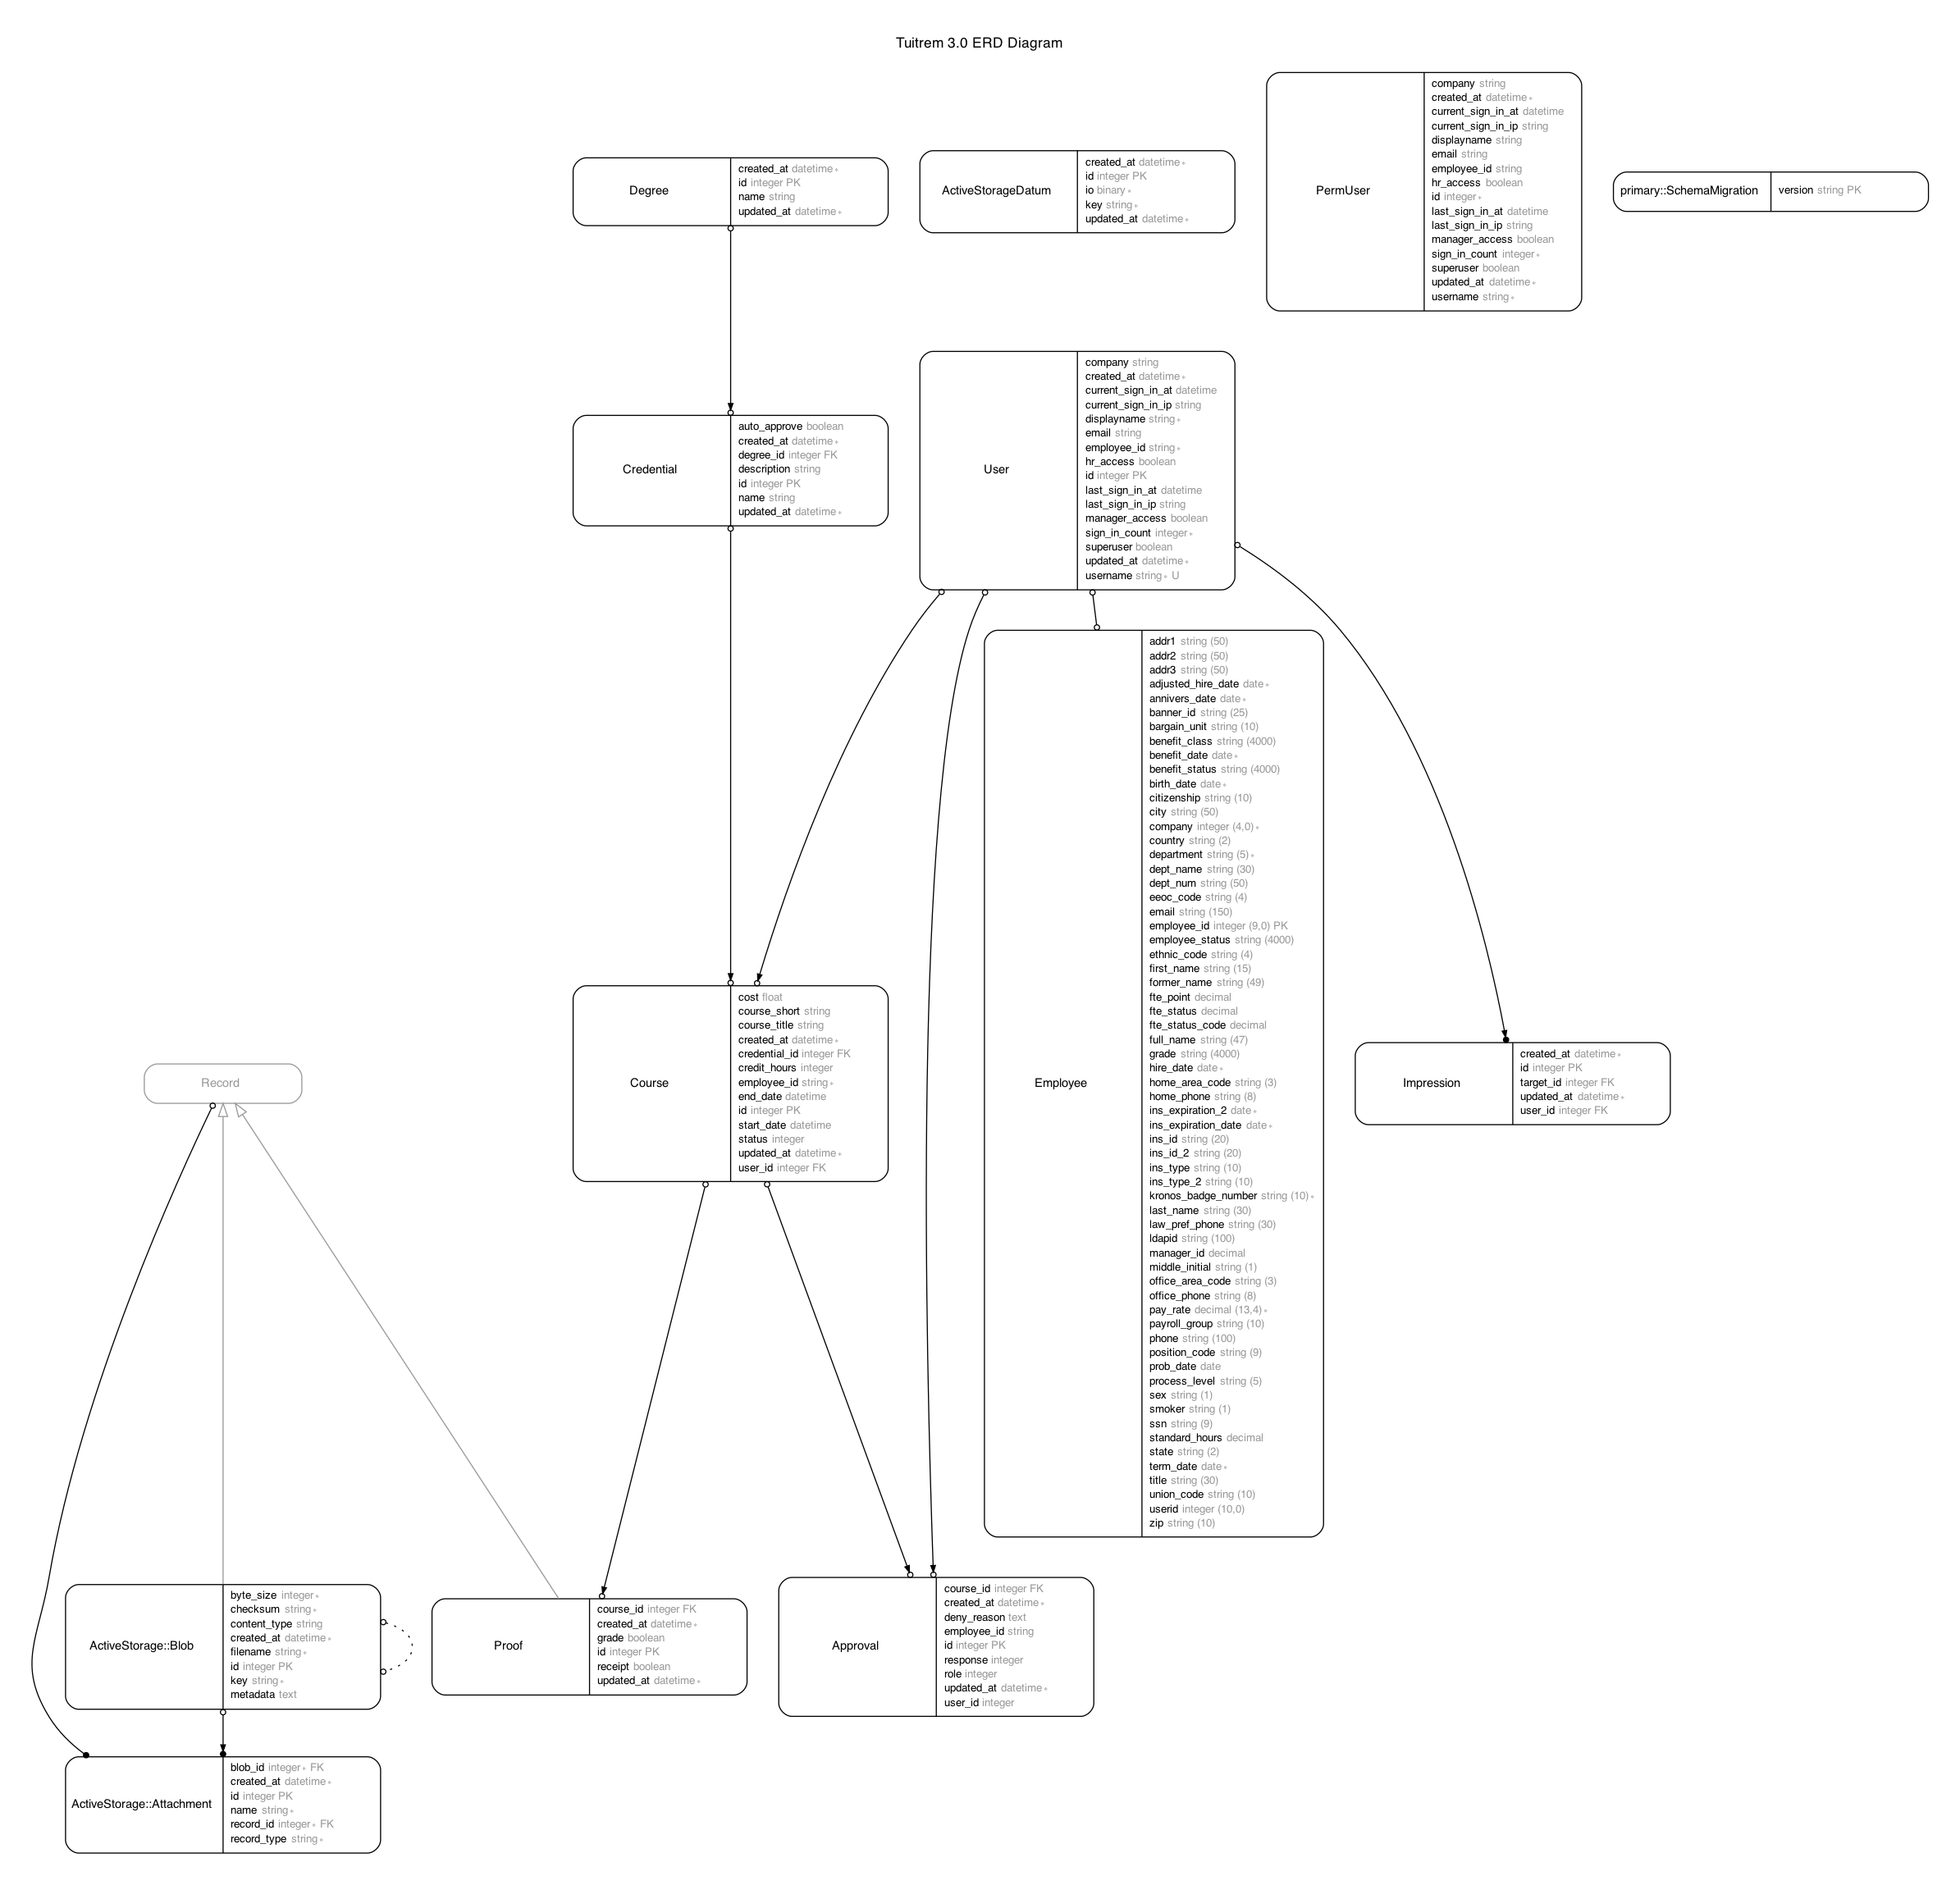 Tuitrem 3.0 ERD Diagram
PermUser
company string
created_at datetime∗
current_sign_in_at datetime
current_sign_in_ip string
displayname string
email string
employee_id string
hr_access boolean
id integer∗
last_sign_in_at datetime
last_sign_in_ip string
manager_access boolean
sign_in_count integer∗
superuser boolean
updated_at datetime∗
username string∗
Degree
created_at datetime∗
id integer PK
name string
updated_at datetime∗
ActiveStorageDatum
created_at datetime∗
id integer PK
io binary∗
key string∗
updated_at datetime∗
primary::SchemaMigration
version string PK
User
company string
created_at datetime∗
current_sign_in_at datetime
current_sign_in_ip string
displayname string∗
email string
employee_id string∗
hr_access boolean
id integer PK
last_sign_in_at datetime
last_sign_in_ip string
manager_access boolean
sign_in_count integer∗
superuser boolean
updated_at datetime∗
username string∗ U
Credential
auto_approve boolean
created_at datetime∗
degree_id integer FK
description string
id integer PK
name string
updated_at datetime∗
Employee
addr1 string (50)
addr2 string (50)
addr3 string (50)
adjusted_hire_date date∗
annivers_date date∗
banner_id string (25)
bargain_unit string (10)
benefit_class string (4000)
benefit_date date∗
benefit_status string (4000)
birth_date date∗
citizenship string (10)
city string (50)
company integer (4,0)∗
country string (2)
department string (5)∗
dept_name string (30)
dept_num string (50)
eeoc_code string (4)
email string (150)
employee_id integer (9,0) PK
employee_status string (4000)
ethnic_code string (4)
first_name string (15)
former_name string (49)
fte_point decimal
fte_status decimal
fte_status_code decimal
full_name string (47)
grade string (4000)
hire_date date∗
home_area_code string (3)
home_phone string (8)
ins_expiration_2 date∗
ins_expiration_date date∗
ins_id string (20)
ins_id_2 string (20)
ins_type string (10)
ins_type_2 string (10)
kronos_badge_number string (10)∗
last_name string (30)
law_pref_phone string (30)
ldapid string (100)
manager_id decimal
middle_initial string (1)
office_area_code string (3)
office_phone string (8)
pay_rate decimal (13,4)∗
payroll_group string (10)
phone string (100)
position_code string (9)
prob_date date
process_level string (5)
sex string (1)
smoker string (1)
ssn string (9)
standard_hours decimal
state string (2)
term_date date∗
title string (30)
union_code string (10)
userid integer (10,0)
zip string (10)
Course
cost float
course_short string
course_title string
created_at datetime∗
credential_id integer FK
credit_hours integer
employee_id string∗
end_date datetime
id integer PK
start_date datetime
status integer
updated_at datetime∗
user_id integer FK
Impression
created_at datetime∗
id integer PK
target_id integer FK
updated_at datetime∗
user_id integer FK
Record
ActiveStorage::Blob
byte_size integer∗
checksum string∗
content_type string
created_at datetime∗
filename string∗
id integer PK
key string∗
metadata text
Proof
course_id integer FK
created_at datetime∗
grade boolean
id integer PK
receipt boolean
updated_at datetime∗
Approval
course_id integer FK
created_at datetime∗
deny_reason text
employee_id string
id integer PK
response integer
role integer
updated_at datetime∗
user_id integer
ActiveStorage::Attachment
blob_id integer∗ FK
created_at datetime∗
id integer PK
name string∗
record_id integer∗ FK
record_type string∗